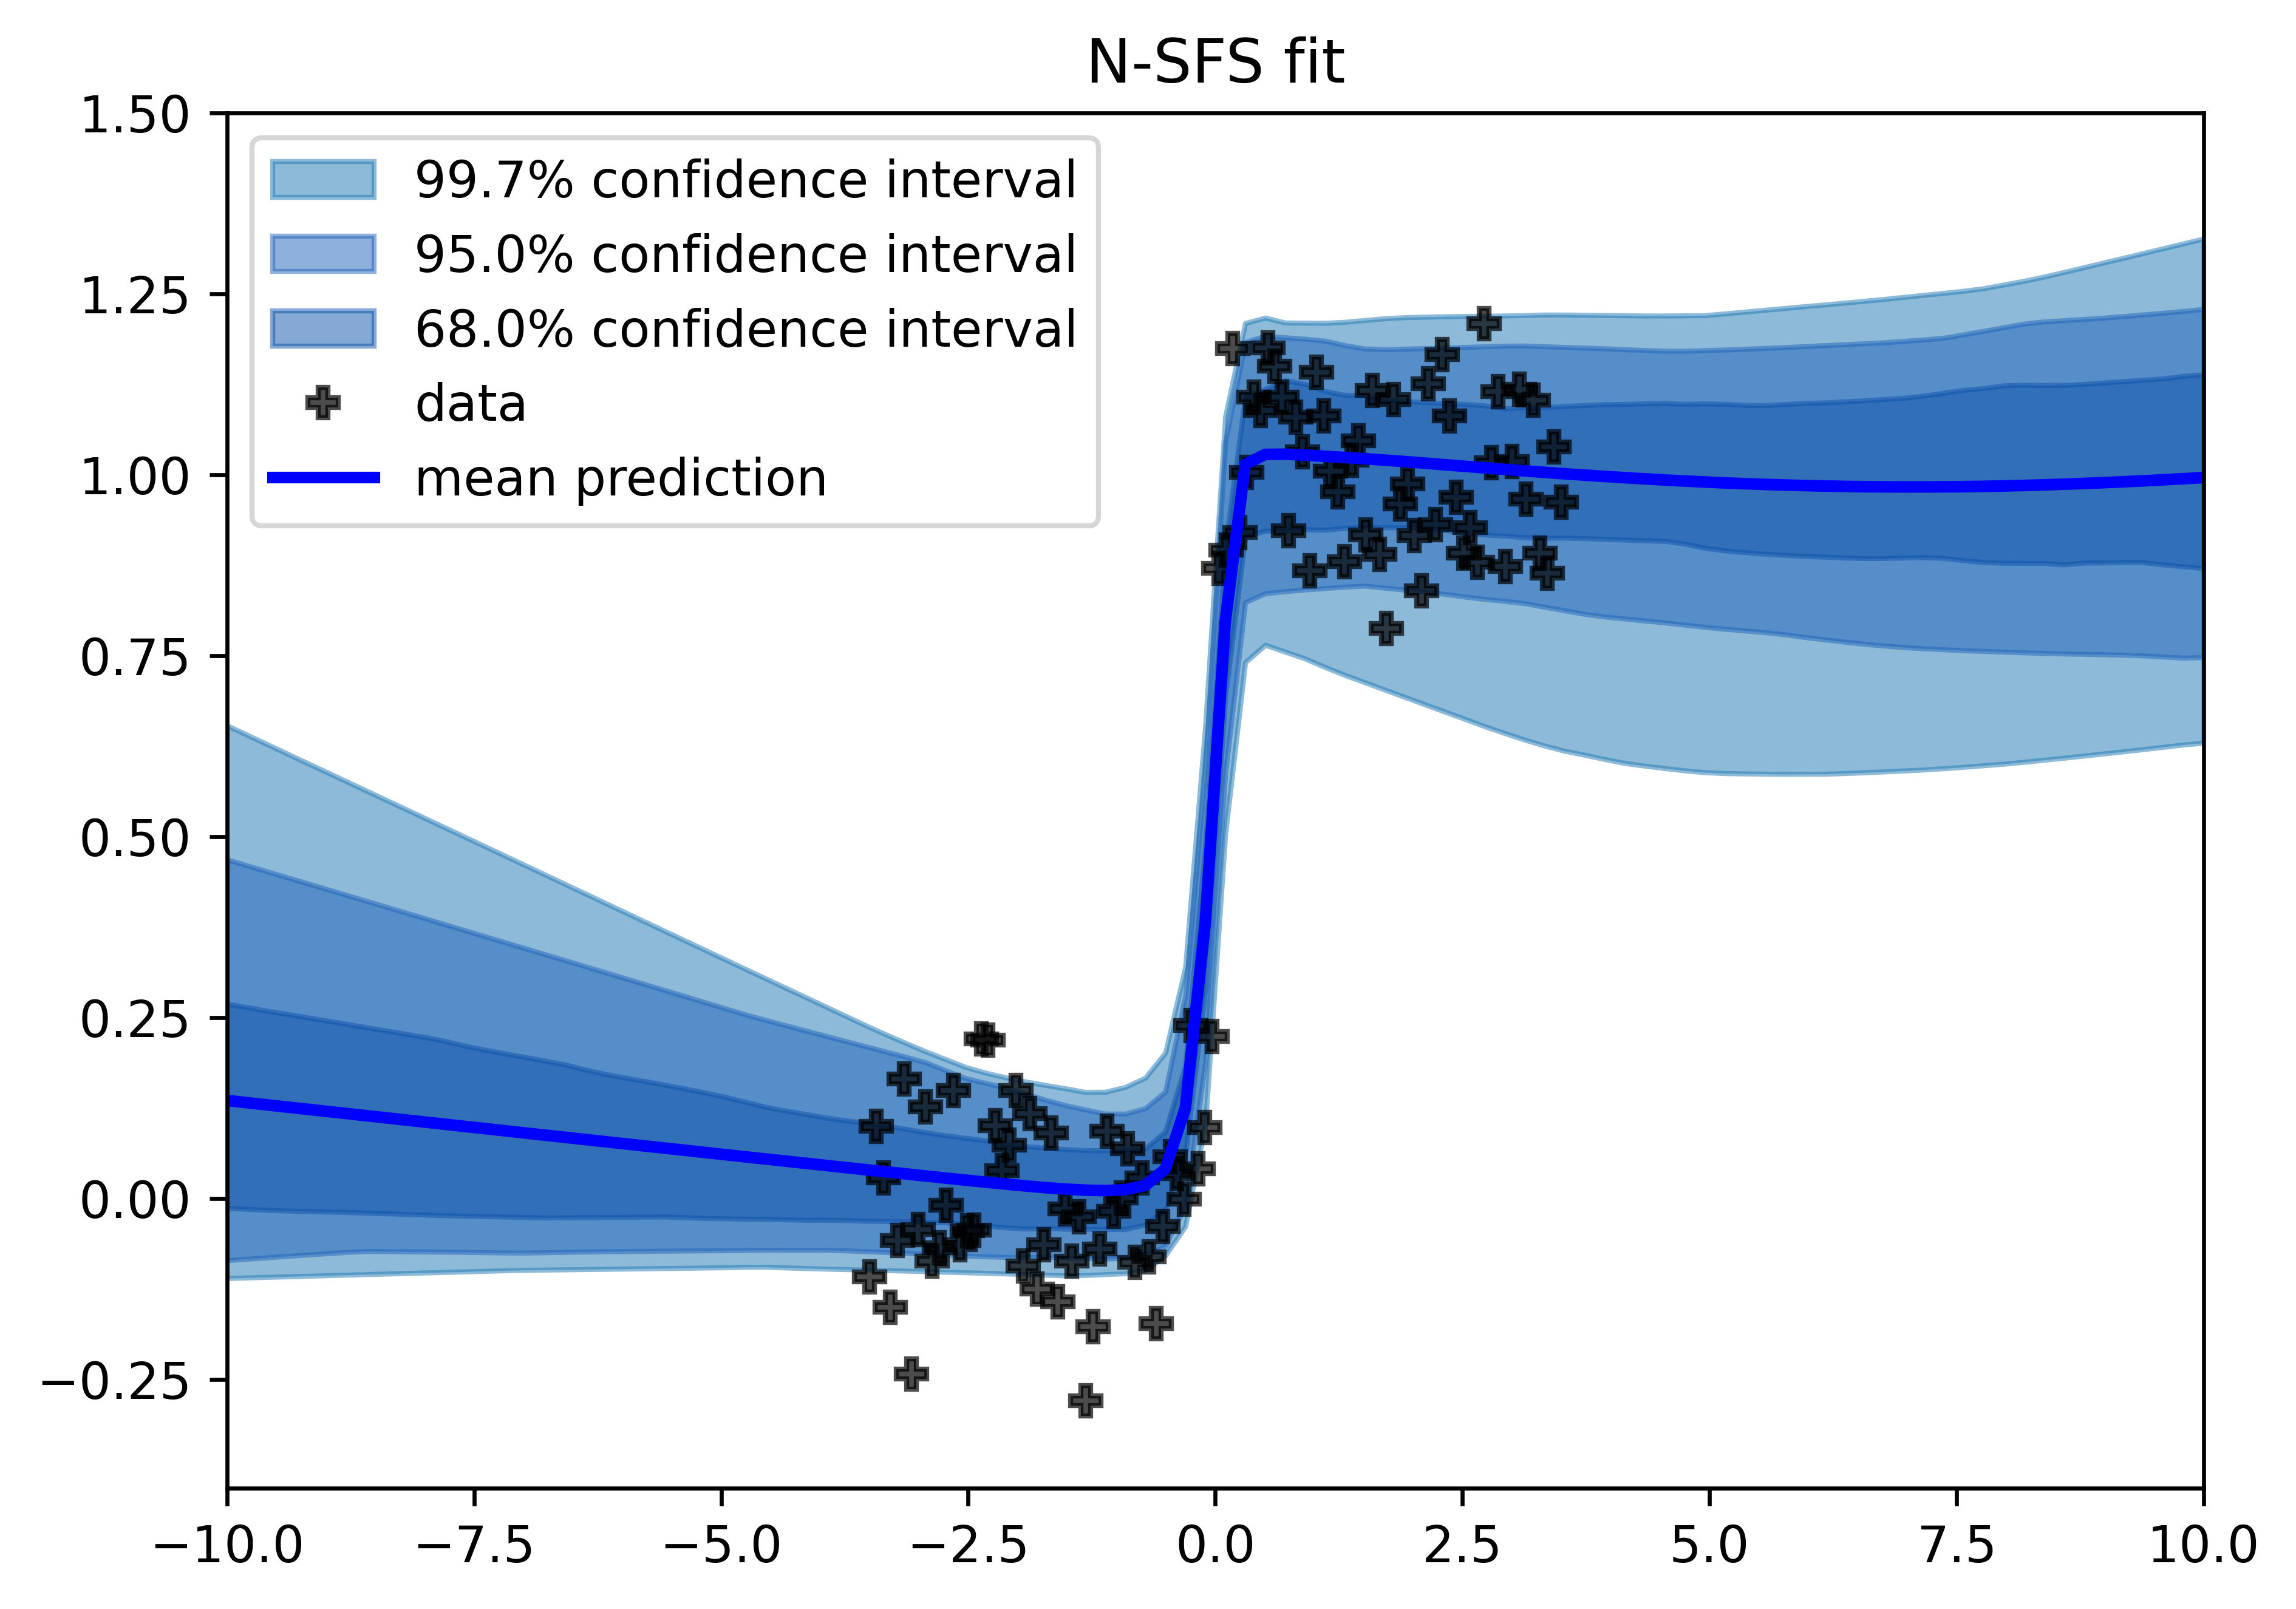 N-SFS fit
1.50
1.25
1.00
0.75
0.50
0.25
0.00
−0.25
99.7% confidence interval
95.0% confidence interval
68.0% confidence interval
data
mean prediction
−10.0 −7.5 −5.0 −2.5 0.0 2.5 5.0 7.5 10.0